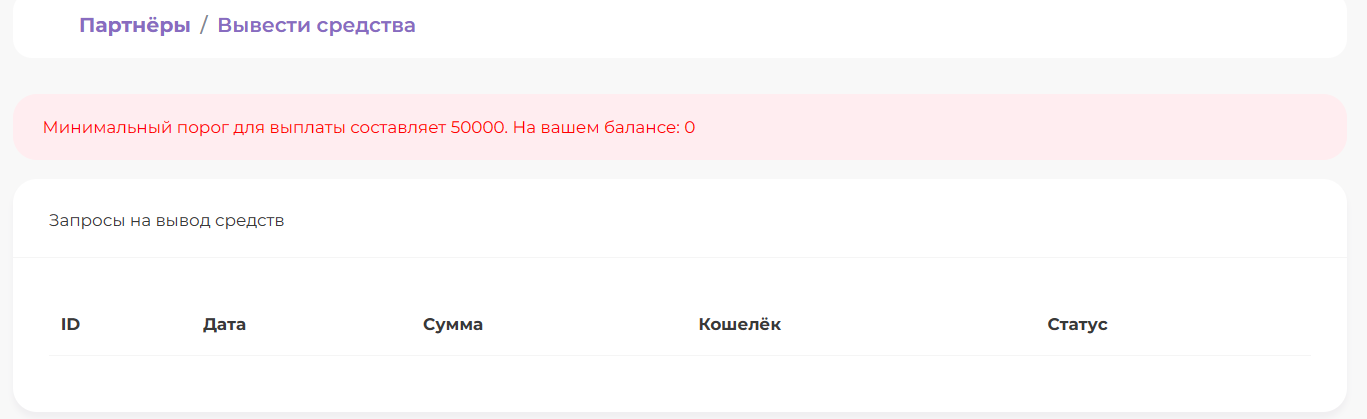 Партнёры / Вывести средства
Минимальный порог для выплаты составляет 50000. На вашем балансе: 0
Запросы на вывод средств
ID Дата Сумма Кошелёк Статус